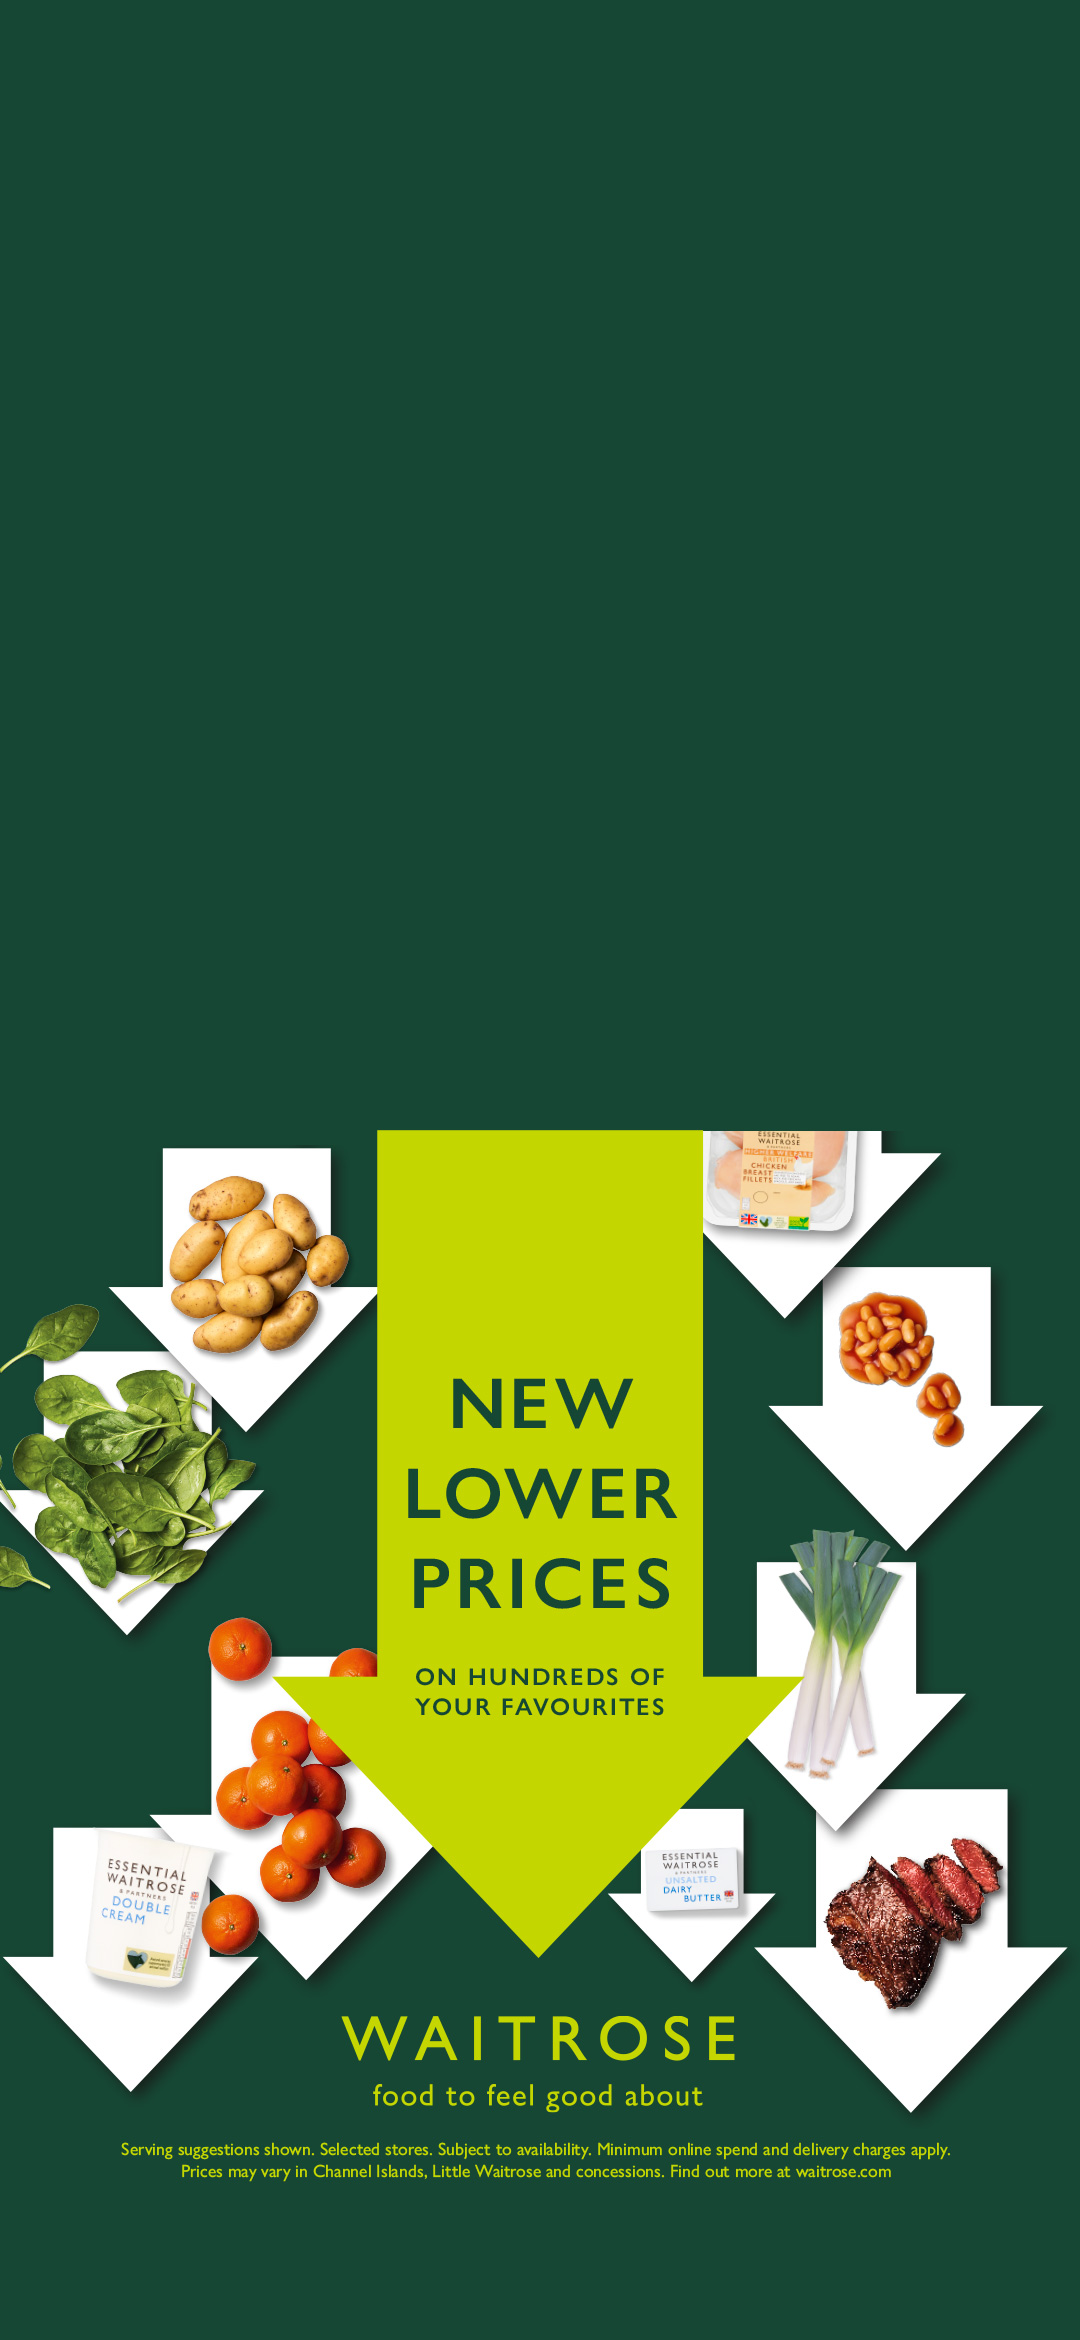 ESSENTIAL
WAITROSE
& PARTNERS
HIGHER WELFARE
BRITISH
CHICKEN
BREAST
FILLETS
NEW
LOWER
PRICES
ON HUNDREDS OF
YOUR FAVOURITES
ESSENTIAL
WAITROSE
& PARTNERS
DOUBLE
CREAM
ESSENTIAL
WAITROSE
& PARTNERS
UNSALTED
DAIRY
BUTTER
WAITROSE
food to feel good about
Serving suggestions shown. Selected stores. Subject to availability. Minimum online spend and delivery charges apply.
Prices may vary in Channel Islands, Little Waitrose and concessions. Find out more at waitrose.com